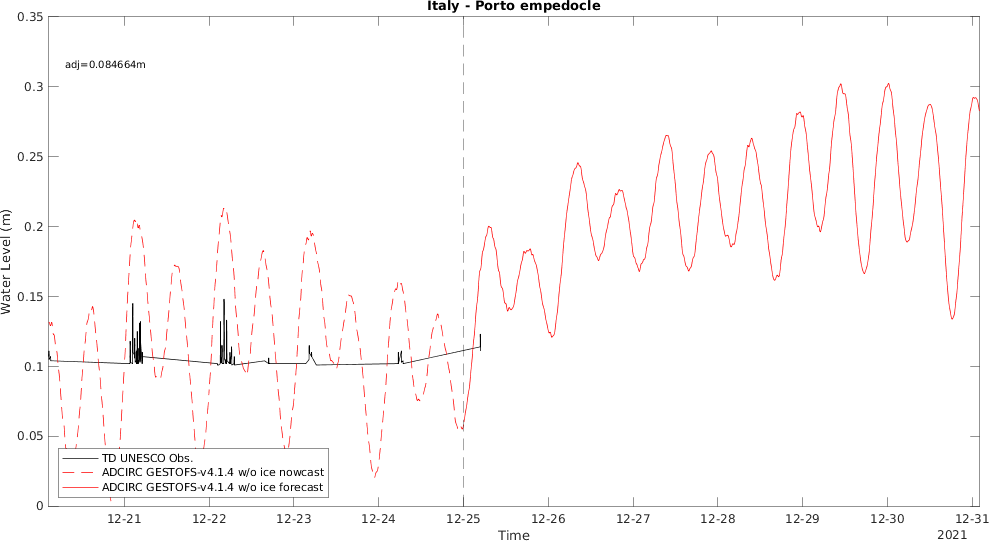 Italy - Porto empedocle
adj=0.084664m
Water Level (m)
0.35
0.3
0.25
0.2
0.15
0.1
0.05
0
TD UNESCO Obs.
ADCIRC GESTOFS-v4.1.4 w/o ice nowcast
ADCIRC GESTOFS-v4.1.4 w/o ice forecast
12-21 12-22 12-23 12-24 12-25 12-26 12-27 12-28 12-29 12-30 12-31
Time
2021